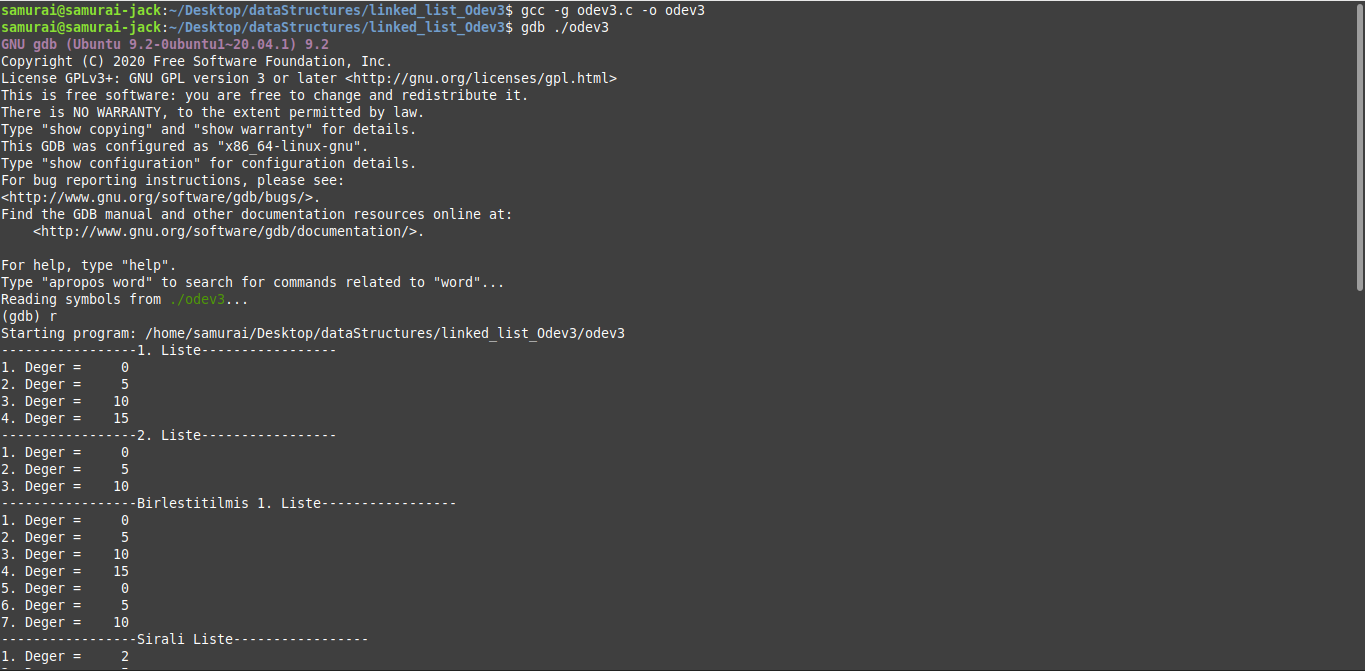 samurai@samurai-jack:~/Desktop/dataStructures/linked_list_Odev3$ gcc -g odev3.c -o odev3
samurai@samurai-jack:~/Desktop/dataStructures/linked_list_Odev3$ gdb ./odev3
GNU gdb (Ubuntu 9.2-0ubuntu1~20.04.1) 9.2
Copyright (C) 2020 Free Software Foundation, Inc.
License GPLv3+: GNU GPL version 3 or later <http://gnu.org/licenses/gpl.html>
This is free software: you are free to change and redistribute it.
There is NO WARRANTY, to the extent permitted by law.
Type "show copying" and "show warranty" for details.
This GDB was configured as "x86_64-linux-gnu".
Type "show configuration" for configuration details.
For bug reporting instructions, please see:
<http://www.gnu.org/software/gdb/bugs/>.
Find the GDB manual and other documentation resources online at:
    <http://www.gnu.org/software/gdb/documentation/>.

For help, type "help".
Type "apropos word" to search for commands related to "word"...
Reading symbols from ./odev3...
(gdb) r
Starting program: /home/samurai/Desktop/dataStructures/linked_list_Odev3/odev3
-----------------1. Liste-----------------
1. Deger =     0
2. Deger =     5
3. Deger =    10
4. Deger =    15
-----------------2. Liste-----------------
1. Deger =     0
2. Deger =     5
3. Deger =    10
-----------------Birlestitilmis 1. Liste-----------------
1. Deger =     0
2. Deger =     5
3. Deger =    10
4. Deger =    15
5. Deger =     0
6. Deger =     5
7. Deger =    10
-----------------Sirali Liste-----------------
1. Deger =     2